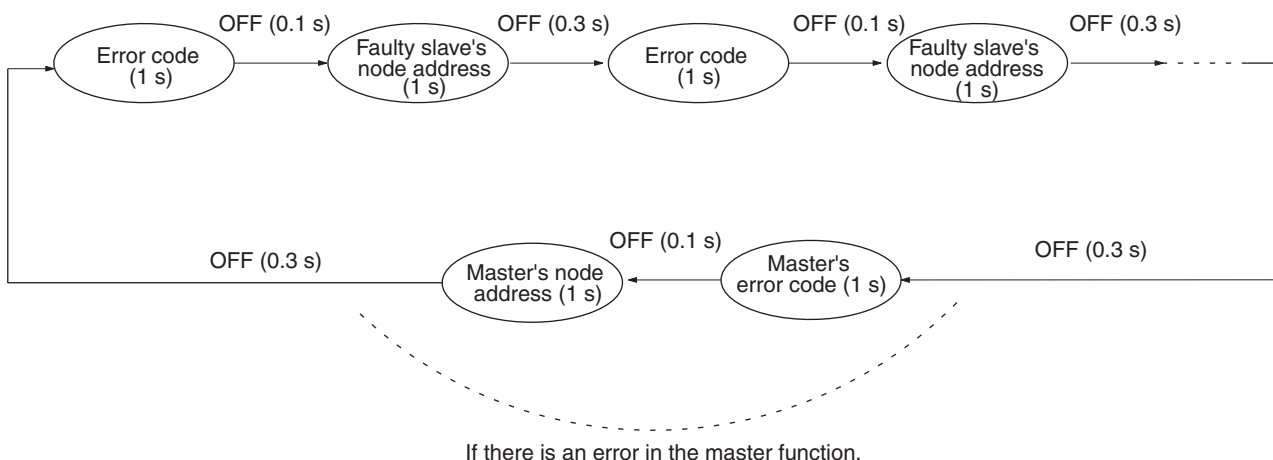 OFF (0.1 s)
OFF (0.3 s)
OFF (0.1 s)
OFF (0.3 s)
Error code
(1 s)
Faulty slave's
node address
(1 s)
Error code
(1 s)
Faulty slave's
node address
(1 s)
OFF (0.3 s)
OFF (0.1 s)
OFF (0.3 s)
Master's node
address (1 s)
Master's
error code (1 s)
If there is an error in the master function.